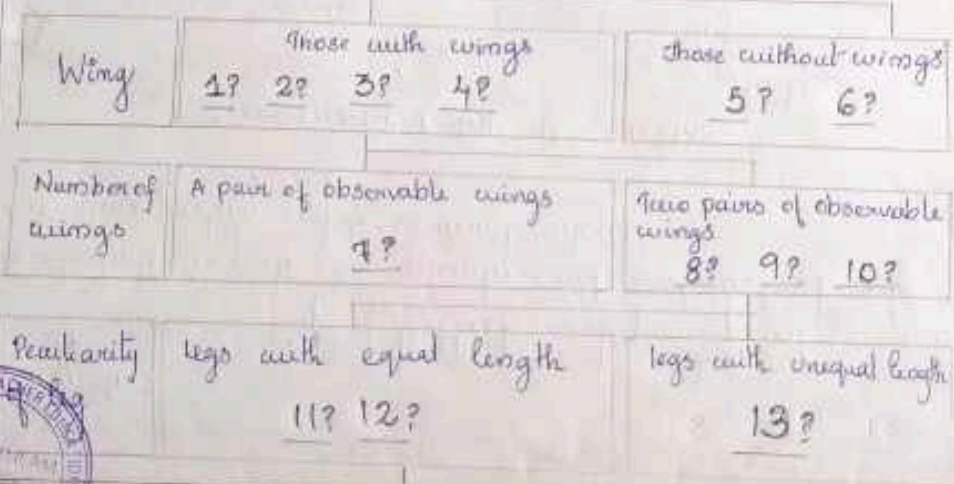 Wing
Those with wings
1? 2? 3? 4?
Those without wings
5? 6?
Number of
wings
A pair of observable wings
7?
Two pairs of observable
wings
8? 9? 10?
Peculiarity
of leg
Legs with equal length
11? 12?
legs with unequal length
13?